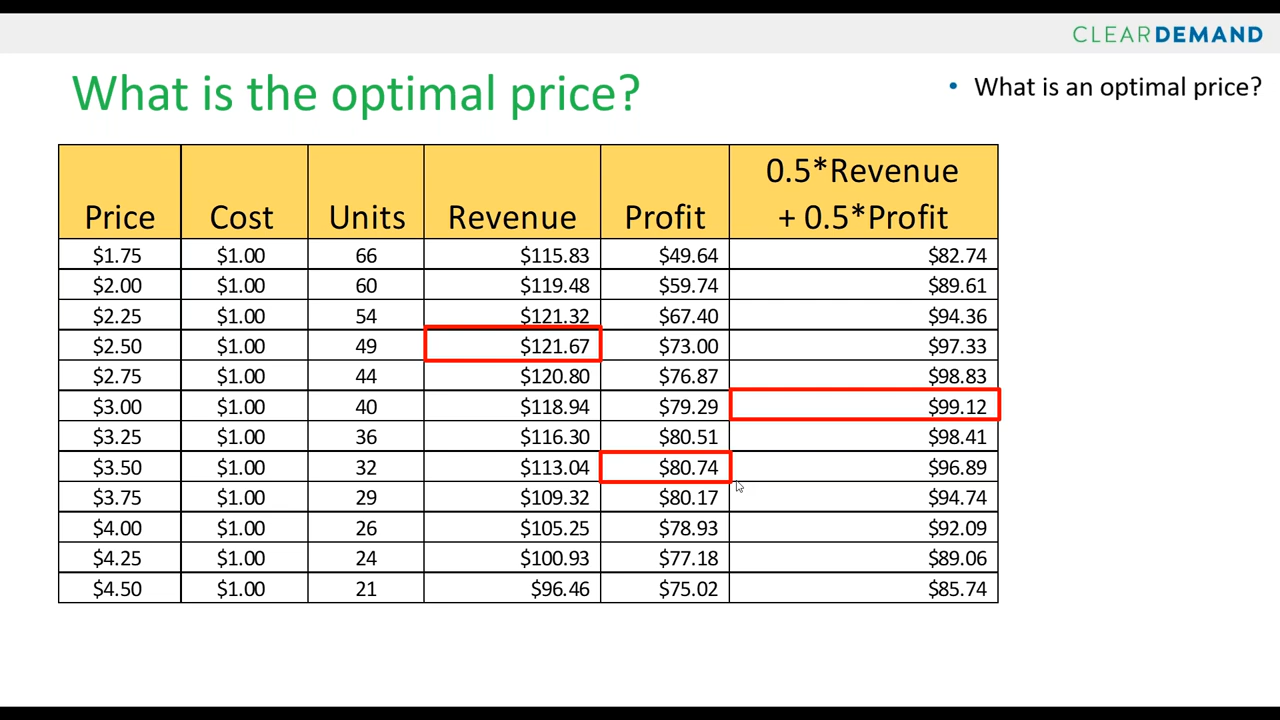 CLEARDEMAND
What is the optimal price?
• What is an optimal price?
Price Cost Units Revenue Profit 0.5*Revenue + 0.5*Profit
$1.75 $1.00 66 $115.83 $49.64 $82.74
$2.00 $1.00 60 $119.48 $59.74 $89.61
$2.25 $1.00 54 $121.32 $67.40 $94.36
$2.50 $1.00 49 $121.67 $73.00 $97.33
$2.75 $1.00 44 $120.80 $76.87 $98.83
$3.00 $1.00 40 $118.94 $79.29 $99.12
$3.25 $1.00 36 $116.30 $80.51 $98.41
$3.50 $1.00 32 $113.04 $80.74 $96.89
$3.75 $1.00 29 $109.32 $80.17 $94.74
$4.00 $1.00 26 $105.25 $78.93 $92.09
$4.25 $1.00 24 $100.93 $77.18 $89.06
$4.50 $1.00 21 $96.46 $75.02 $85.74